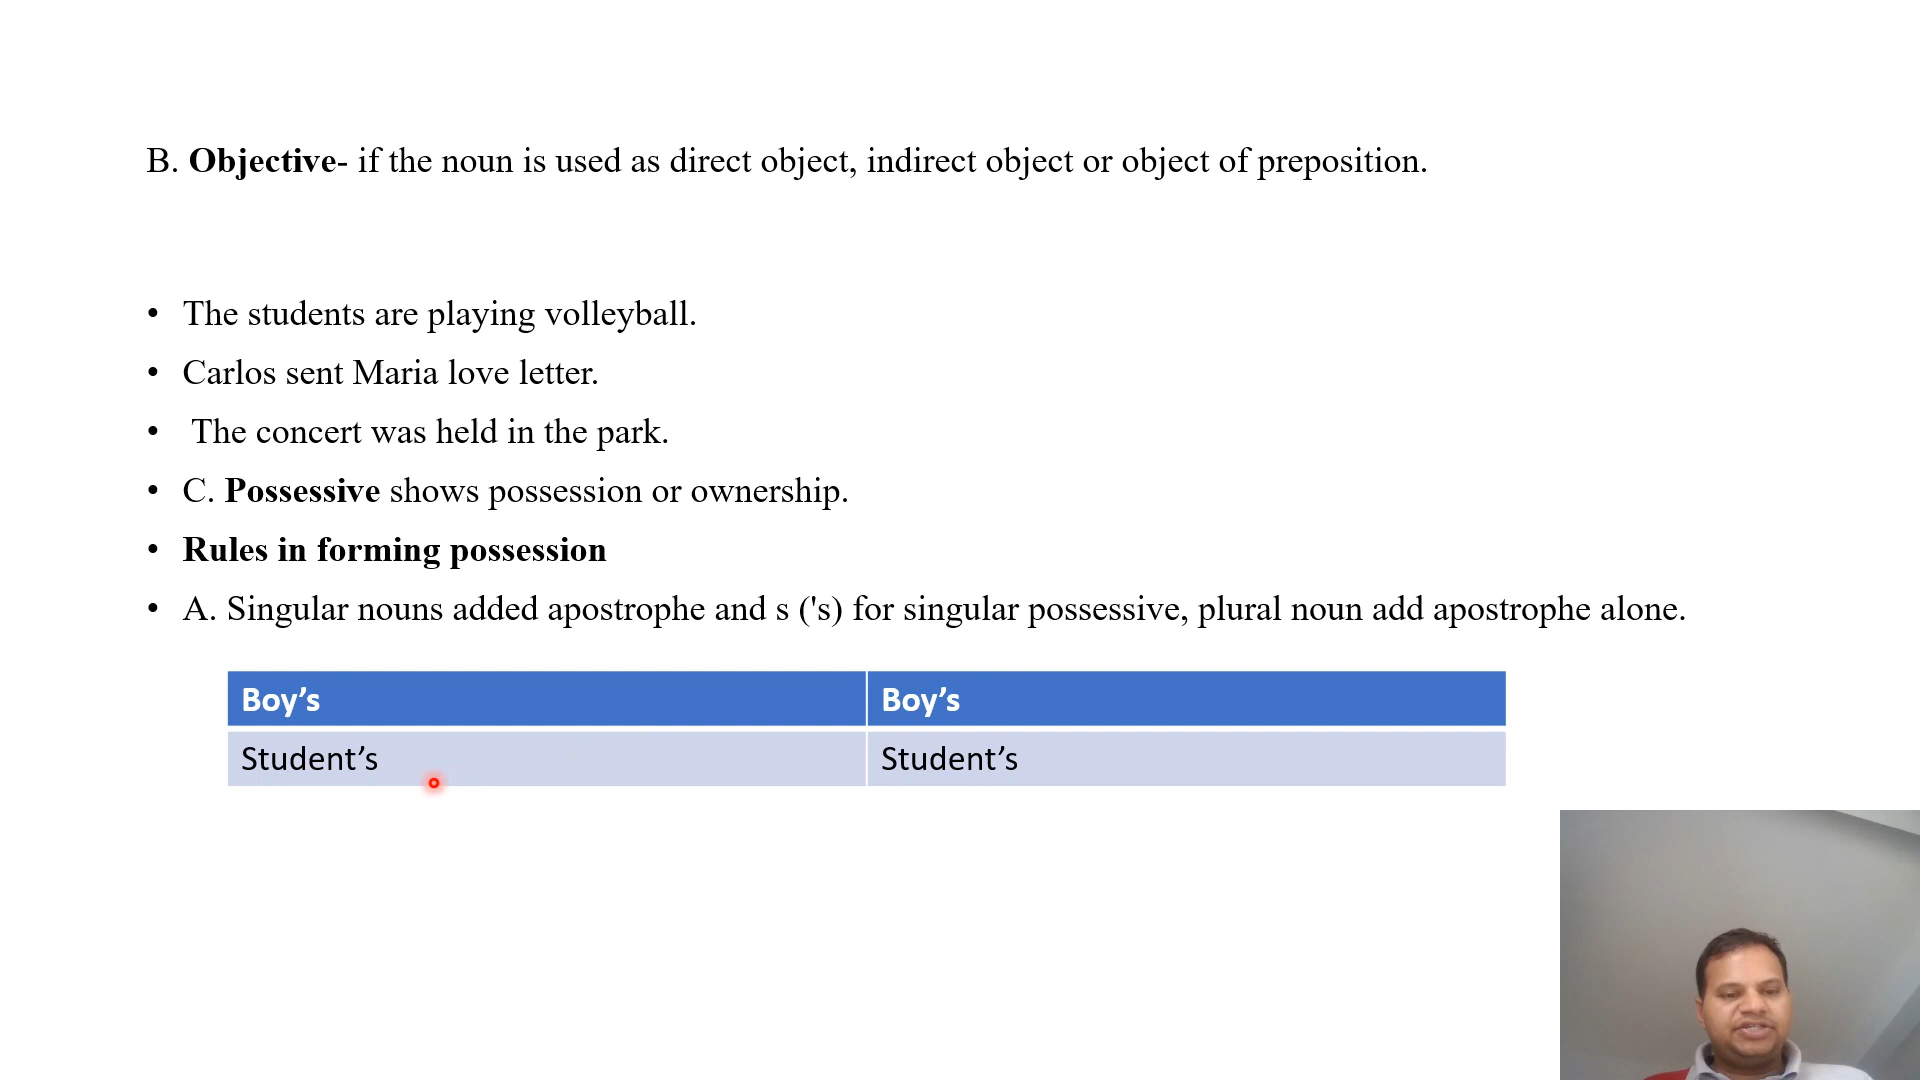 B. Objective- if the noun is used as direct object, indirect object or object of preposition.
• The students are playing volleyball.
• Carlos sent Maria love letter.
• The concert was held in the park.
• C. Possessive shows possession or ownership.
• Rules in forming possession
• A. Singular nouns added apostrophe and s ('s) for singular possessive, plural noun add apostrophe alone.
Boy’s Boy’s
Student’s Student’s